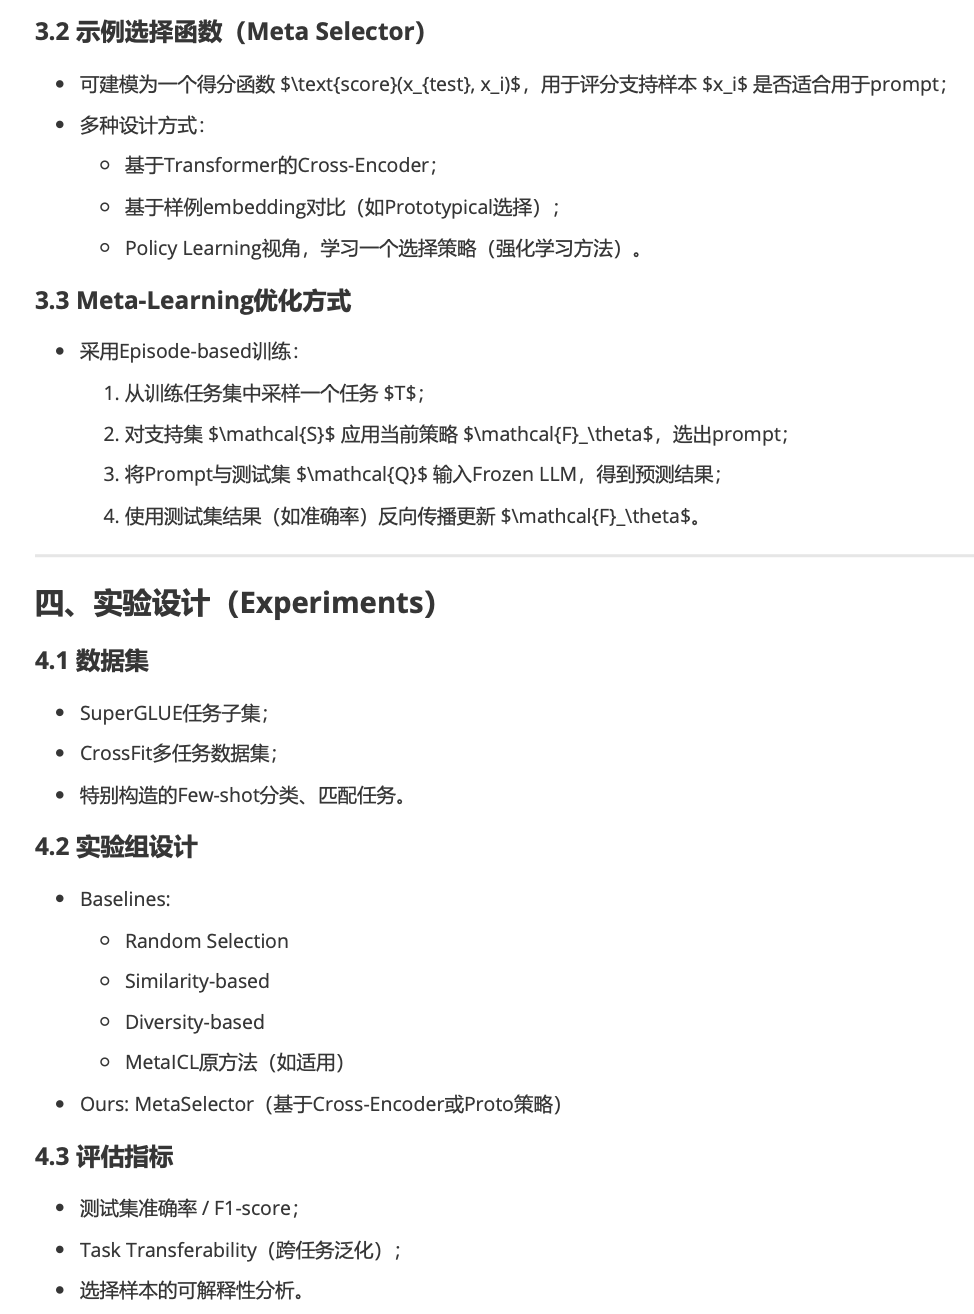 3.2 示例选择函数（Meta Selector）
• 可建模为一个得分函数 $\text{score}(x_{test}, x_i)$，用于评分支持样本 $x_i$ 是否适合用于prompt；
• 多种设计方式：
◦ 基于Transformer的Cross-Encoder；
◦ 基于样例embedding对比（如Prototypical选择）；
◦ Policy Learning视角，学习一个选择策略（强化学习方法）。
3.3 Meta-Learning优化方式
• 采用Episode-based训练：
1. 从训练任务集中采样一个任务 $T$；
2. 对支持集 $\mathcal{S}$ 应用当前策略 $\mathcal{F}_\theta$，选出prompt；
3. 将Prompt与测试集 $\mathcal{Q}$ 输入Frozen LLM，得到预测结果；
4. 使用测试集结果（如准确率）反向传播更新 $\mathcal{F}_\theta$。
四、实验设计（Experiments）
4.1 数据集
• SuperGLUE任务子集；
• CrossFit多任务数据集；
• 特别构造的Few-shot分类、匹配任务。
4.2 实验组设计
• Baselines:
◦ Random Selection
◦ Similarity-based
◦ Diversity-based
◦ MetaICL原方法（如适用）
• Ours: MetaSelector（基于Cross-Encoder或Proto策略）
4.3 评估指标
• 测试集准确率 / F1-score；
• Task Transferability（跨任务泛化）；
• 选择样本的可解释性分析。